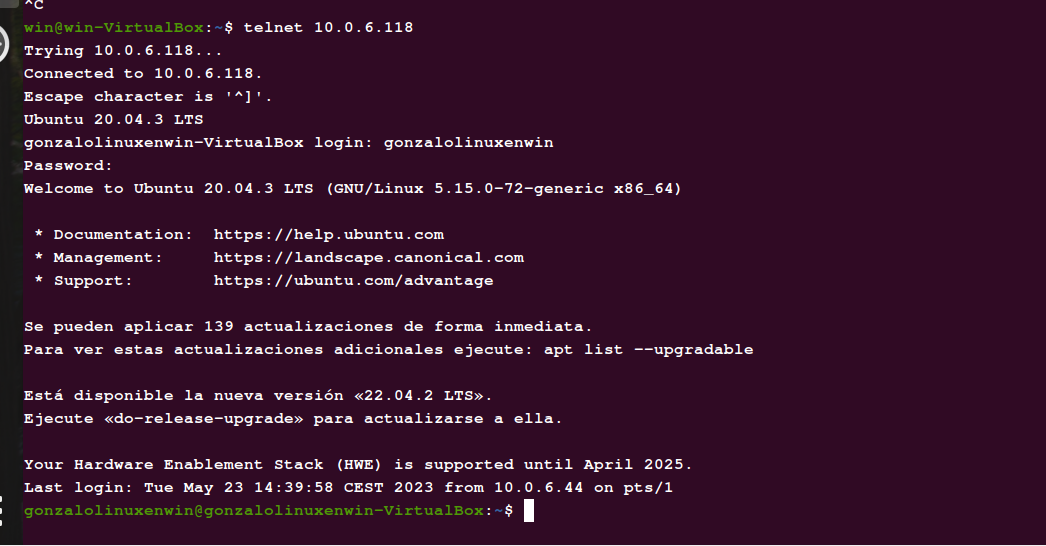 ^C
win@win-VirtualBox:~$ telnet 10.0.6.118
Trying 10.0.6.118...
Connected to 10.0.6.118.
Escape character is '^]'.
Ubuntu 20.04.3 LTS
gonzalolinuxenwin-VirtualBox login: gonzalolinuxenwin
Password:
Welcome to Ubuntu 20.04.3 LTS (GNU/Linux 5.15.0-72-generic x86_64)

 * Documentation:  https://help.ubuntu.com
 * Management:     https://landscape.canonical.com
 * Support:        https://ubuntu.com/advantage

Se pueden aplicar 139 actualizaciones de forma inmediata.
Para ver estas actualizaciones adicionales ejecute: apt list --upgradable

Está disponible la nueva versión «22.04.2 LTS».
Ejecute «do-release-upgrade» para actualizarse a ella.

Your Hardware Enablement Stack (HWE) is supported until April 2025.
Last login: Tue May 23 14:39:58 CEST 2023 from 10.0.6.44 on pts/1
gonzalolinuxenwin@gonzalolinuxenwin-VirtualBox:~$